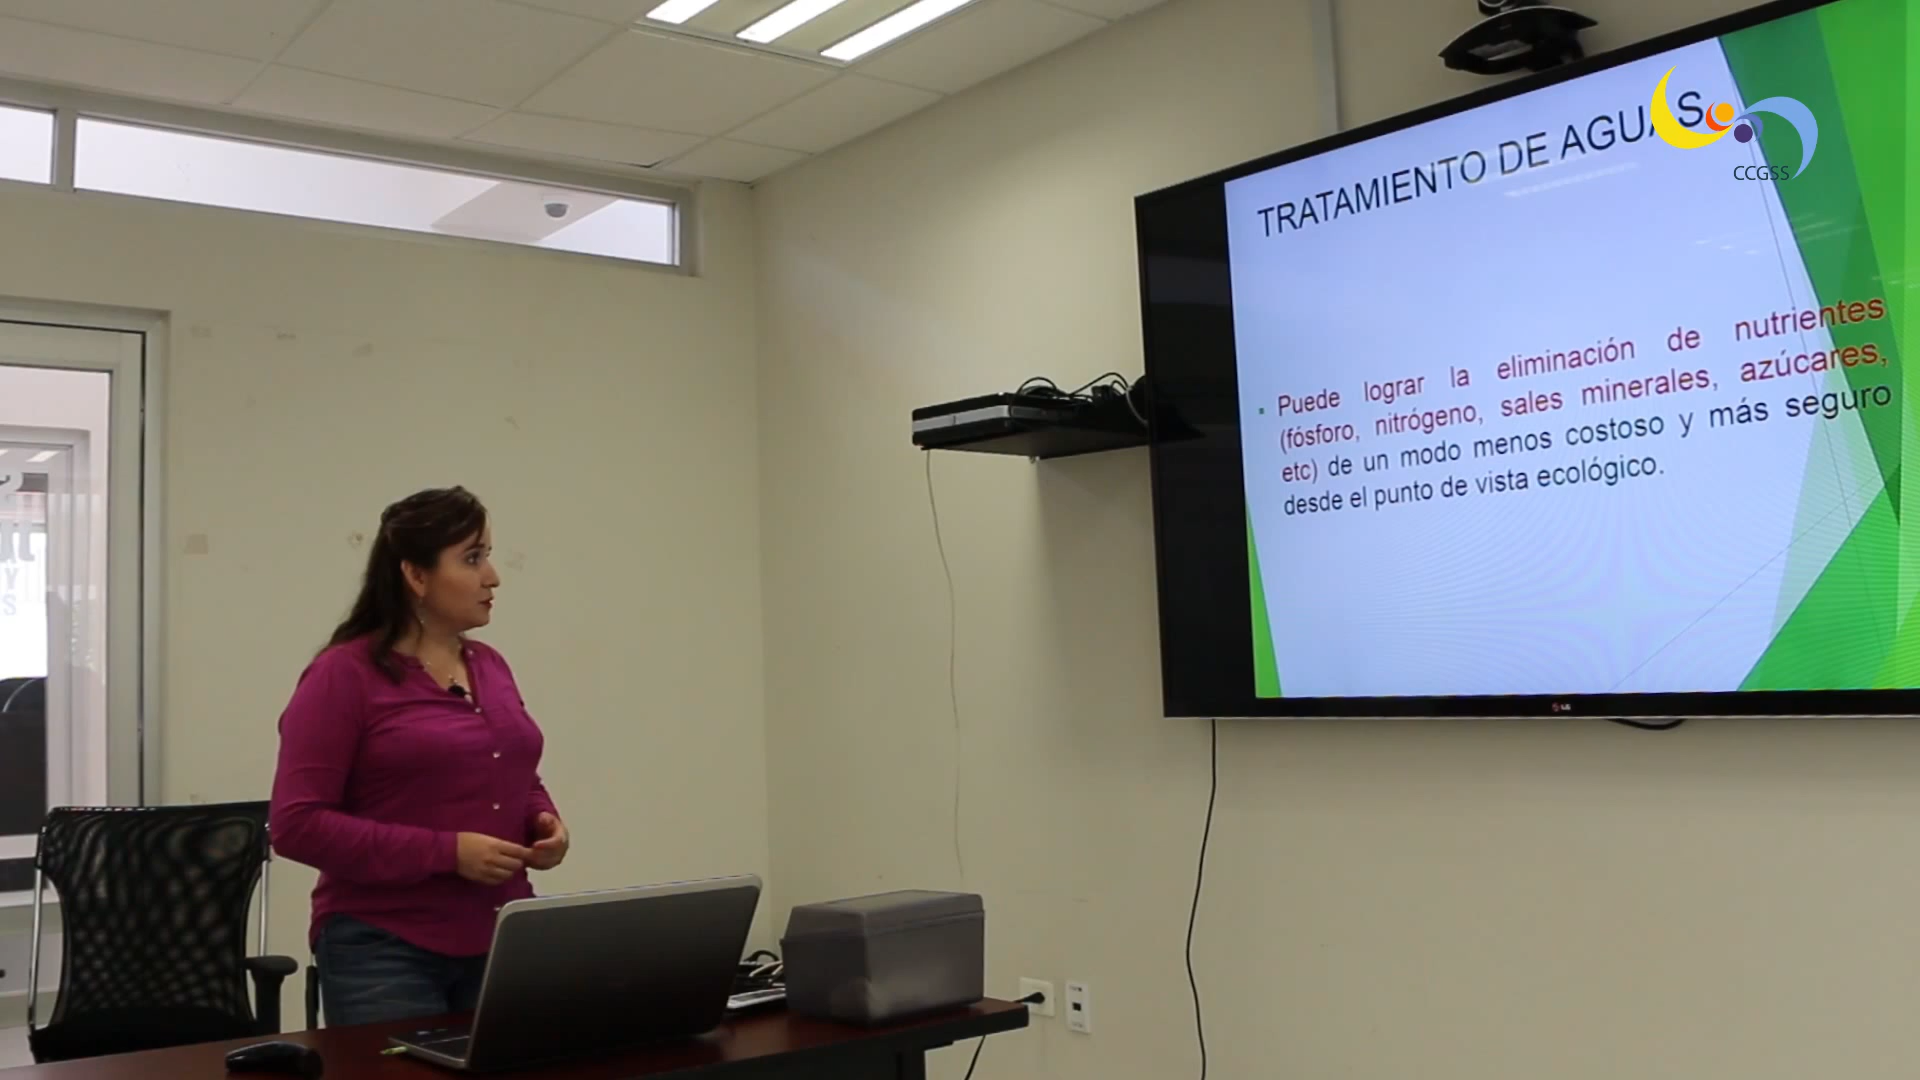 TRATAMIENTO DE AGUAS
CCGSS
Puede lograr la eliminación de nutrientes
(fósforo, nitrógeno, sales minerales, azúcares,
etc) de un modo menos costoso y más seguro
desde el punto de vista ecológico.
LG